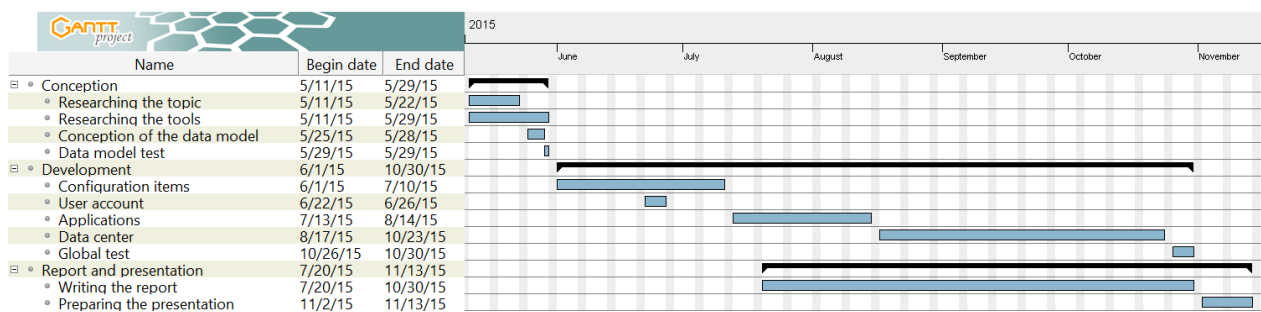 GANTT
project
2015
June July August September October November
Name Begin date End date
Conception 5/11/15 5/29/15
Researching the topic 5/11/15 5/22/15
Researching the tools 5/11/15 5/29/15
Conception of the data model 5/25/15 5/28/15
Data model test 5/29/15 5/29/15
Development 6/1/15 10/30/15
Configuration items 6/1/15 7/10/15
User account 6/22/15 6/26/15
Applications 7/13/15 8/14/15
Data center 8/17/15 10/23/15
Global test 10/26/15 10/30/15
Report and presentation 7/20/15 11/13/15
Writing the report 7/20/15 10/30/15
Preparing the presentation 11/2/15 11/13/15